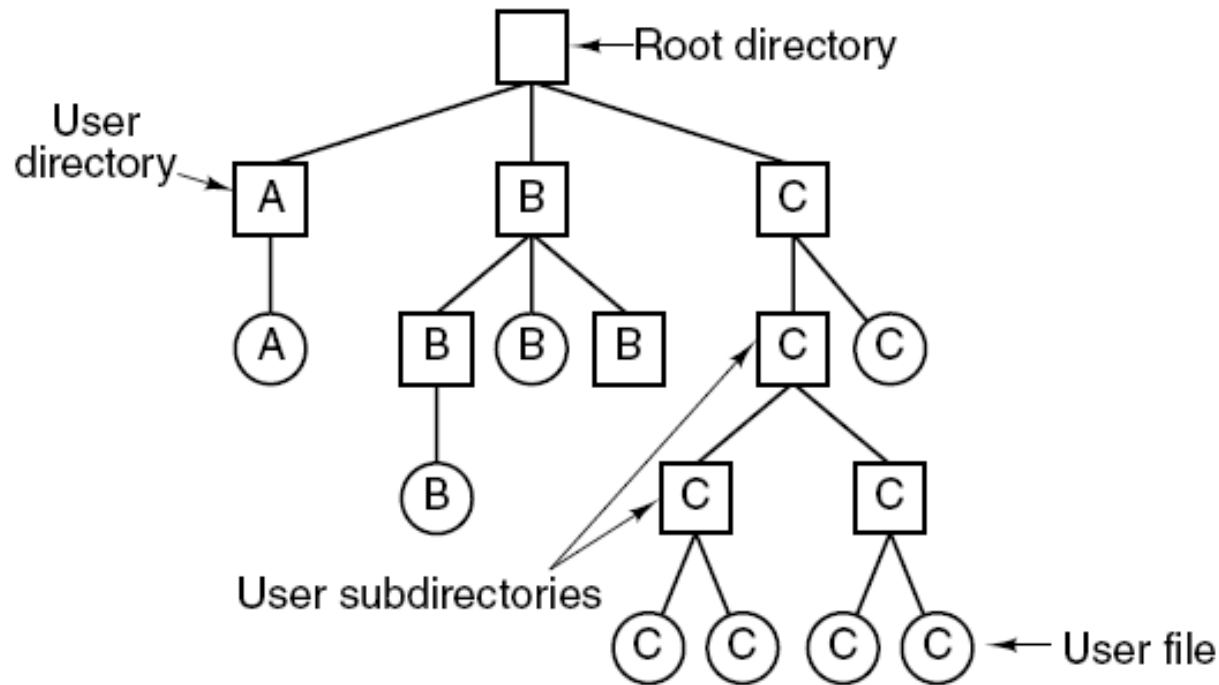 Root directory
User
directory
A
B
C
A
B
B
B
C
C
B
C
C
User subdirectories
C
C
C
C
User file